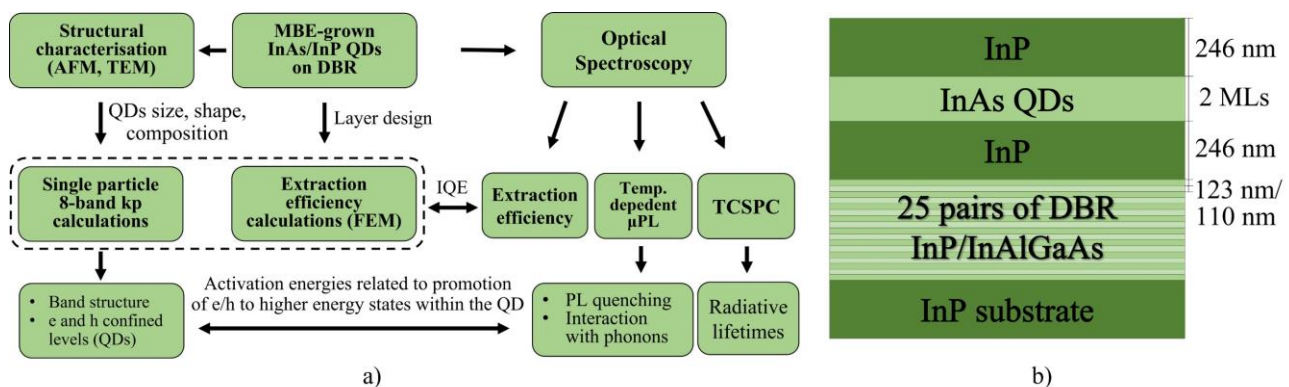 Structural
characterisation
(AFM, TEM)
MBE-grown
InAs/InP QDs
on DBR
Optical
Spectroscopy
QDs size, shape,
composition
Layer design
Single particle
8-band kp
calculations
Extraction
efficiency
calculations (FEM)
IQE
Extraction
efficiency
Temp.
depedent
μPL
TCSPC
Activation energies related to promotion
of e/h to higher energy states within the QD
• Band structure
• e and h confined
levels (QDs)
• PL quenching
• Interaction
with phonons
Radiative
lifetimes
a)
InP
246 nm
InAs QDs
2 MLs
InP
246 nm
25 pairs of DBR
InP/InAlGaAs
123 nm/
110 nm
InP substrate
b)